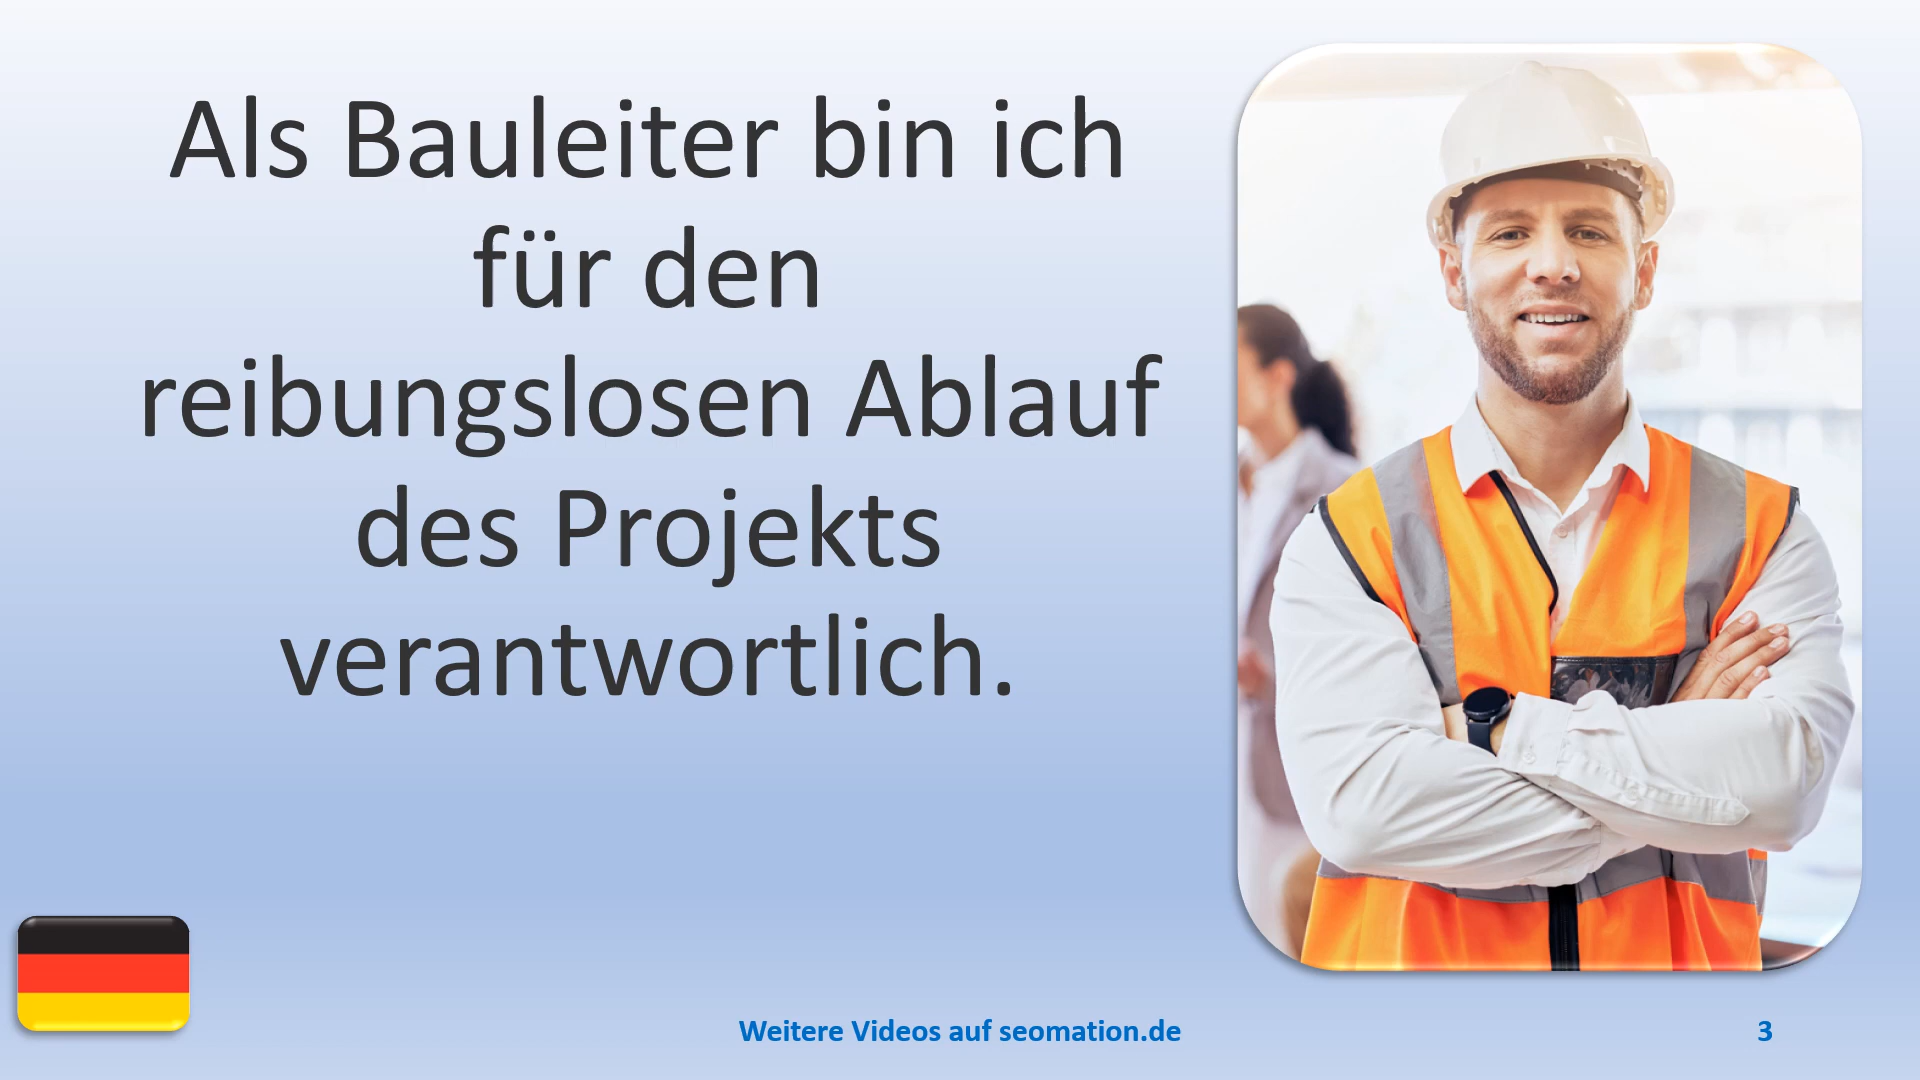 Als Bauleiter bin ich
für den
reibungslosen Ablauf
des Projekts
verantwortlich.
Weitere Videos auf seomation.de
3